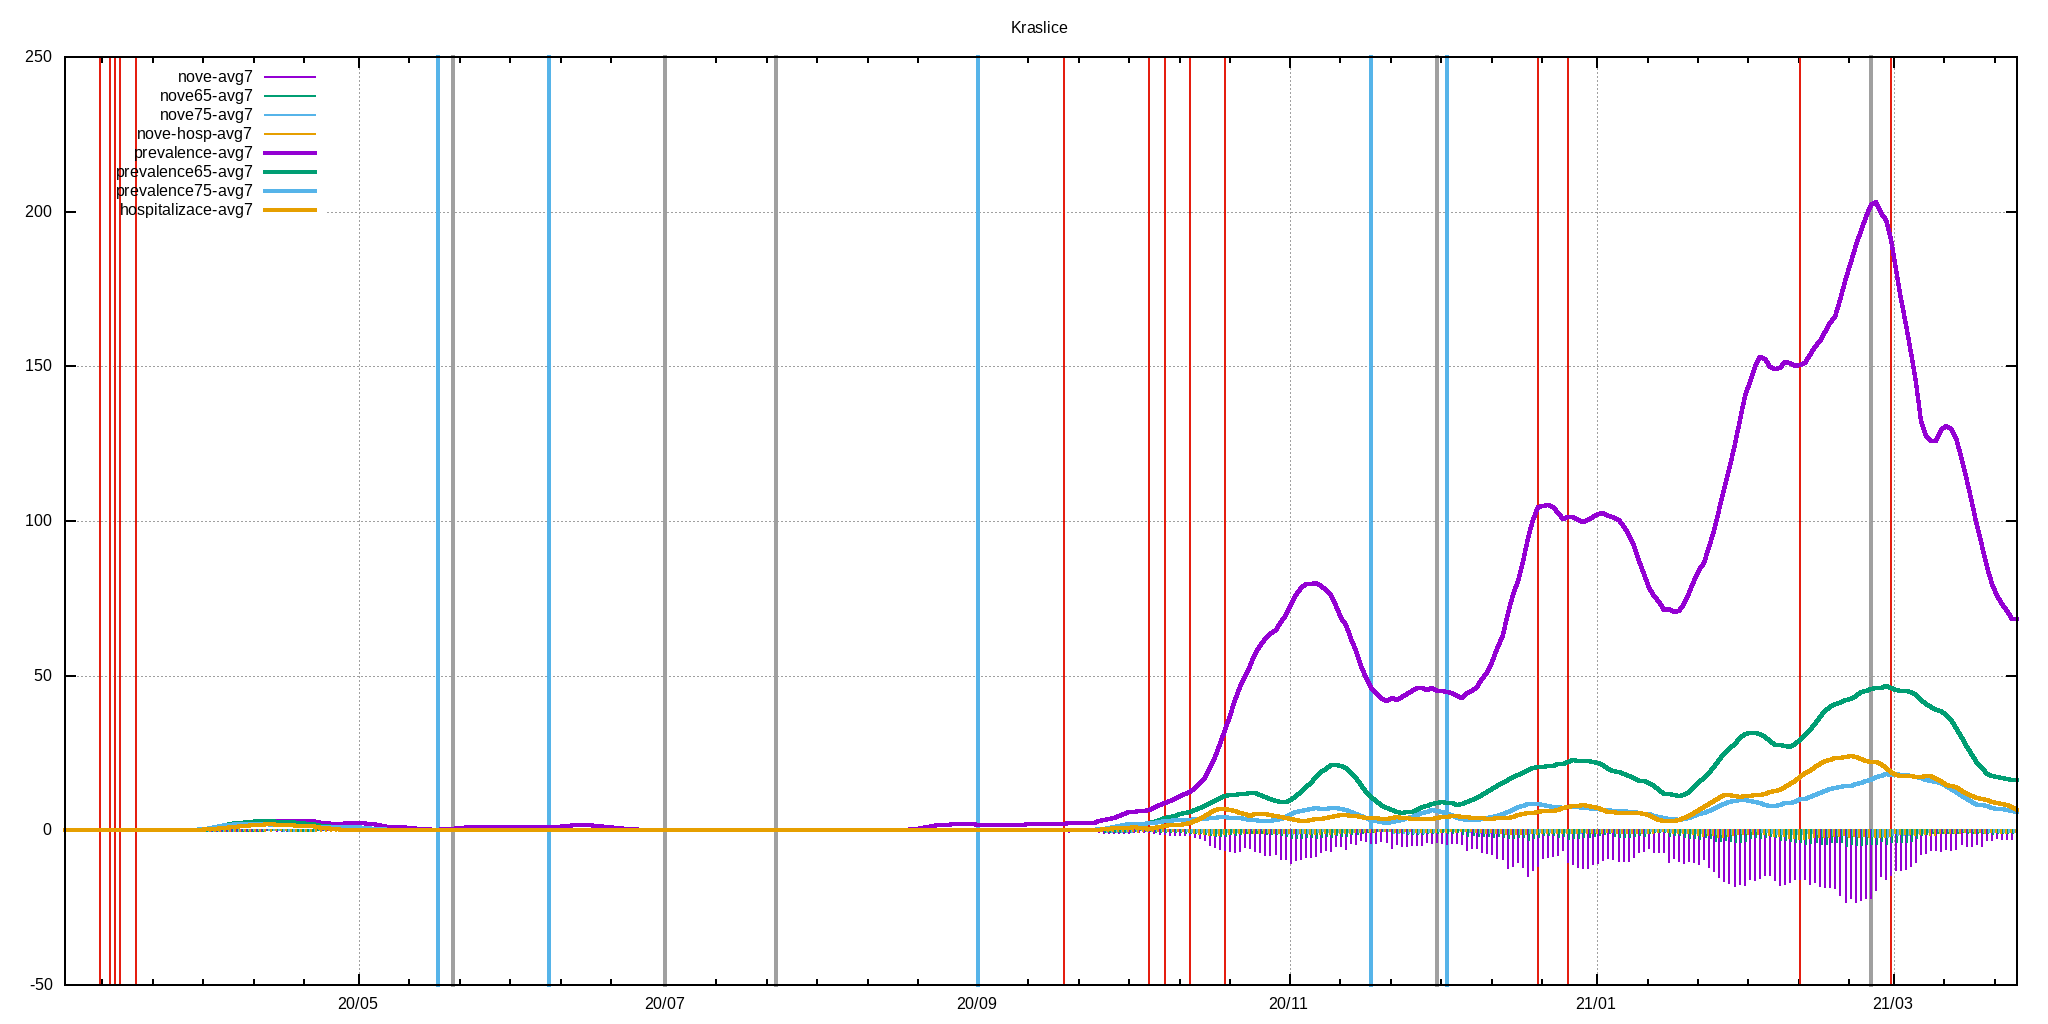 Kraslice
250
200
150
100
50
0
-50
nove-avg7
nove65-avg7
nove75-avg7
nove-hosp-avg7
prevalence-avg7
prevalence65-avg7
prevalence75-avg7
hospitalizace-avg7
20/05 20/07 20/09 20/11 21/01 21/03